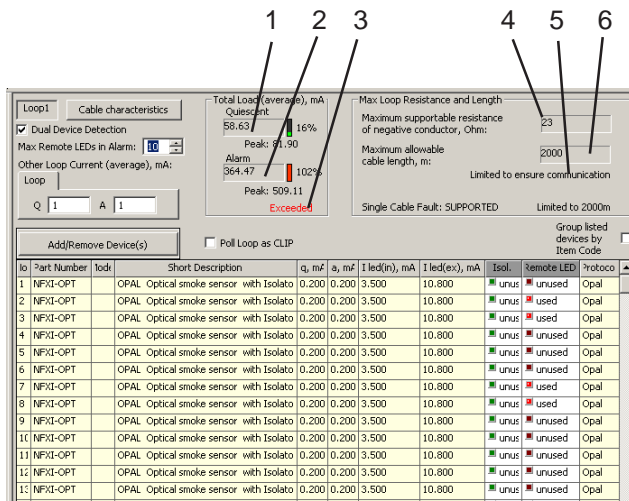 1 2 3 4 5 6
Loop1 Cable characteristics
Dual Device Detection
Max Remote LEDs in Alarm: 10
Other Loop Current (average), mA:
Loop
Q 1 A 1
Total Load (average), mA
Quiescent
58.63 16%
Peak: 81.90
Alarm
364.47 102%
Peak: 509.11
Exceeded
Max Loop Resistance and Length
Maximum supportable resistance
of negative conductor, Ohm: 23
Maximum allowable
cable length, m: 2000
Limited to ensure communication
Single Cable Fault: SUPPORTED Limited to 2000m
Add/Remove Device(s) Poll Loop as CLIP
Group listed
devices by
Item Code
Part Number Short Description q, a, I led(in), mA I led(ex), mA Isol. Remote LED
1 NFXI-OPT OPAL Optical smoke sensor with Isolato 0.200 0.200 3.500 10.800 unus unused Opal
2 NFXI-OPT OPAL Optical smoke sensor with Isolato 0.200 0.200 3.500 10.800 unus used Opal
3 NFXI-OPT OPAL Optical smoke sensor with Isolato 0.200 0.200 3.500 10.800 unus used Opal
4 NFXI-OPT OPAL Optical smoke sensor with Isolato 0.200 0.200 3.500 10.800 unus unused Opal
5 NFXI-OPT OPAL Optical smoke sensor with Isolato 0.200 0.200 3.500 10.800 unus unused Opal
6 NFXI-OPT OPAL Optical smoke sensor with Isolato 0.200 0.200 3.500 10.800 unus unused Opal
7 NFXI-OPT OPAL Optical smoke sensor with Isolato 0.200 0.200 3.500 10.800 unus used Opal
8 NFXI-OPT OPAL Optical smoke sensor with Isolato 0.200 0.200 3.500 10.800 unus used Opal
9 NFXI-OPT OPAL Optical smoke sensor with Isolato 0.200 0.200 3.500 10.800 unus unused Opal
10 NFXI-OPT OPAL Optical smoke sensor with Isolato 0.200 0.200 3.500 10.800 unus unused Opal
11 NFXI-OPT OPAL Optical smoke sensor with Isolato 0.200 0.200 3.500 10.800 unus unused Opal
12 NFXI-OPT OPAL Optical smoke sensor with Isolato 0.200 0.200 3.500 10.800 unus unused Opal
13 NFXI-OPT OPAL Optical smoke sensor with Isolato 0.200 0.200 3.500 10.800 unus unused Opal